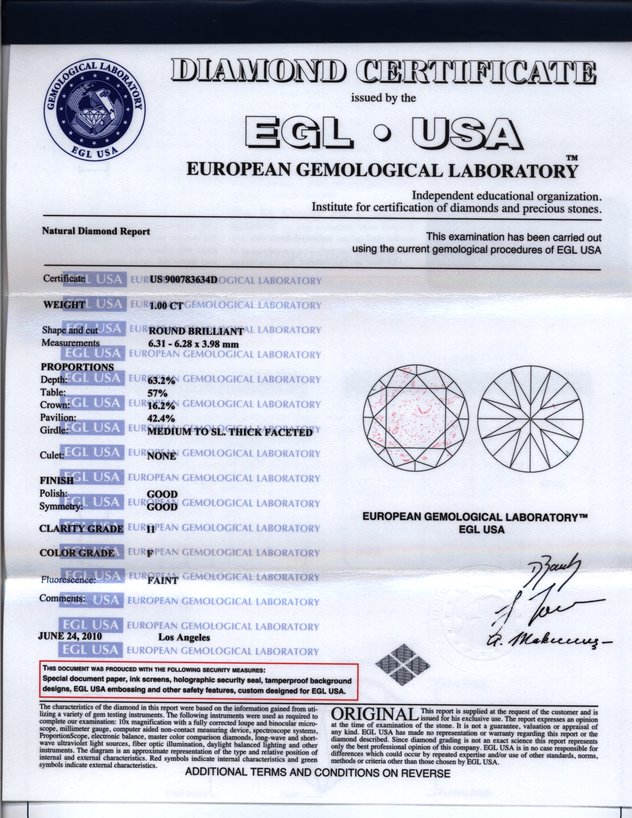 GEMOLOGICAL LABORATORY
EGL USA
DIAMOND CERTIFICATE
issued by the
EGL • USA
EUROPEAN GEMOLOGICAL LABORATORY™
Independent educational organization.
Institute for certification of diamonds and precious stones.
Natural Diamond Report
This examination has been carried out
using the current gemological procedures of EGL USA
Certificate US 900783634D
WEIGHT 1.00 CT
Shape and cut ROUND BRILLIANT
Measurements 6.31 - 6.28 x 3.98 mm
PROPORTIONS
Depth: 63.2%
Table: 57%
Crown: 16.2%
Pavilion: 42.4%
Girdle: MEDIUM TO SL. THICK FACETED
Culet: NONE
FINISH
Polish: GOOD
Symmetry: GOOD
CLARITY GRADE I1
COLOR GRADE F
Fluorescence: FAINT
Comments:
EGL USA EUROPEAN GEMOLOGICAL LABORATORY
EUROPEAN GEMOLOGICAL LABORATORY™
EGL USA
JUNE 24, 2010 Los Angeles
THIS DOCUMENT WAS PRODUCED WITH THE FOLLOWING SECURITY MEASURES:
Special document paper, ink screens, holographic security seal, tamperproof background
designs, EGL USA embossing and other safety features, custom designed for EGL USA.
The characteristics of the diamond in this report were based on the information gained from uti-
lizing a variety of gem testing instruments. The following instruments were used as required to
complete our examination: 10x magnification with a fully corrected loupe and binocular micro-
scope, millimeter gauge, computer aided non-contact measuring device, spectroscope systems,
ProportionScope, electronic balance, master color comparison diamonds, long-wave and short-
wave ultraviolet light sources, fiber optic illumination, daylight balanced lighting and other
instruments. The diagram is an approximate representation of the type and relative position of
internal and external characteristics. Red symbols indicate internal characteristics and green
symbols indicate external characteristics.
ORIGINAL This report is supplied at the request of the customer and is
issued for his exclusive use. The report expresses an opinion
at the time of examination of the stone. It is not a guarantee, valuation or appraisal of
any kind. EGL USA has made no representation or warranty regarding this report or the
diamond described. Since diamond grading is not an exact science this report represents
only the best professional opinion of this company. EGL USA is in no case responsible for
differences which could occur by repeated expertise and/or use of other standards, norms,
methods or criteria other than those chosen by EGL USA.
ADDITIONAL TERMS AND CONDITIONS ON REVERSE